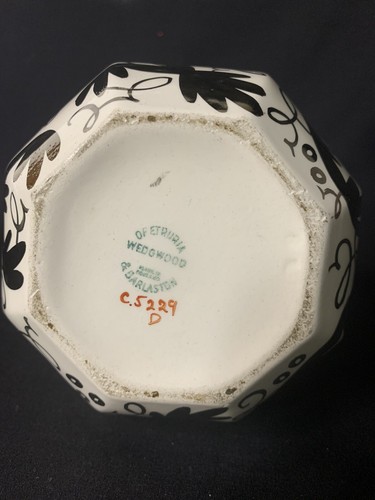 OF ETRURIA
WEDGWOOD
MADE IN
ENGLAND
& BARLASTON
C.5229
D